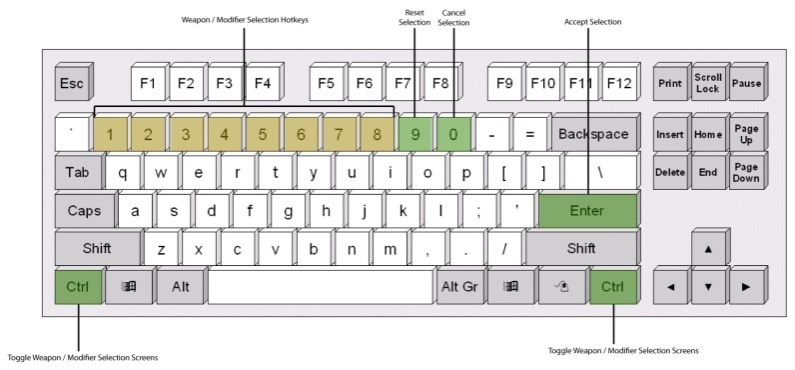 Weapon / Modifier Selection Hotkeys
Reset
Selection
Cancel
Selection
Accept Selection
Esc F1 F2 F3 F4 F5 F6 F7 F8 F9 F10 F11 F12 Print Scroll Lock Pause
` 1 2 3 4 5 6 7 8 9 0 - = Backspace Insert Home Page Up
Tab q w e r t y u i o p [ ] \ Delete End Page Down
Caps a s d f g h j k l ; ' Enter
Shift z x c v b n m , . / Shift ▲
Ctrl Alt Alt Gr Ctrl ◄ ▼ ►
Toggle Weapon / Modifier Selection Screens
Toggle Weapon / Modifier Selection Screens